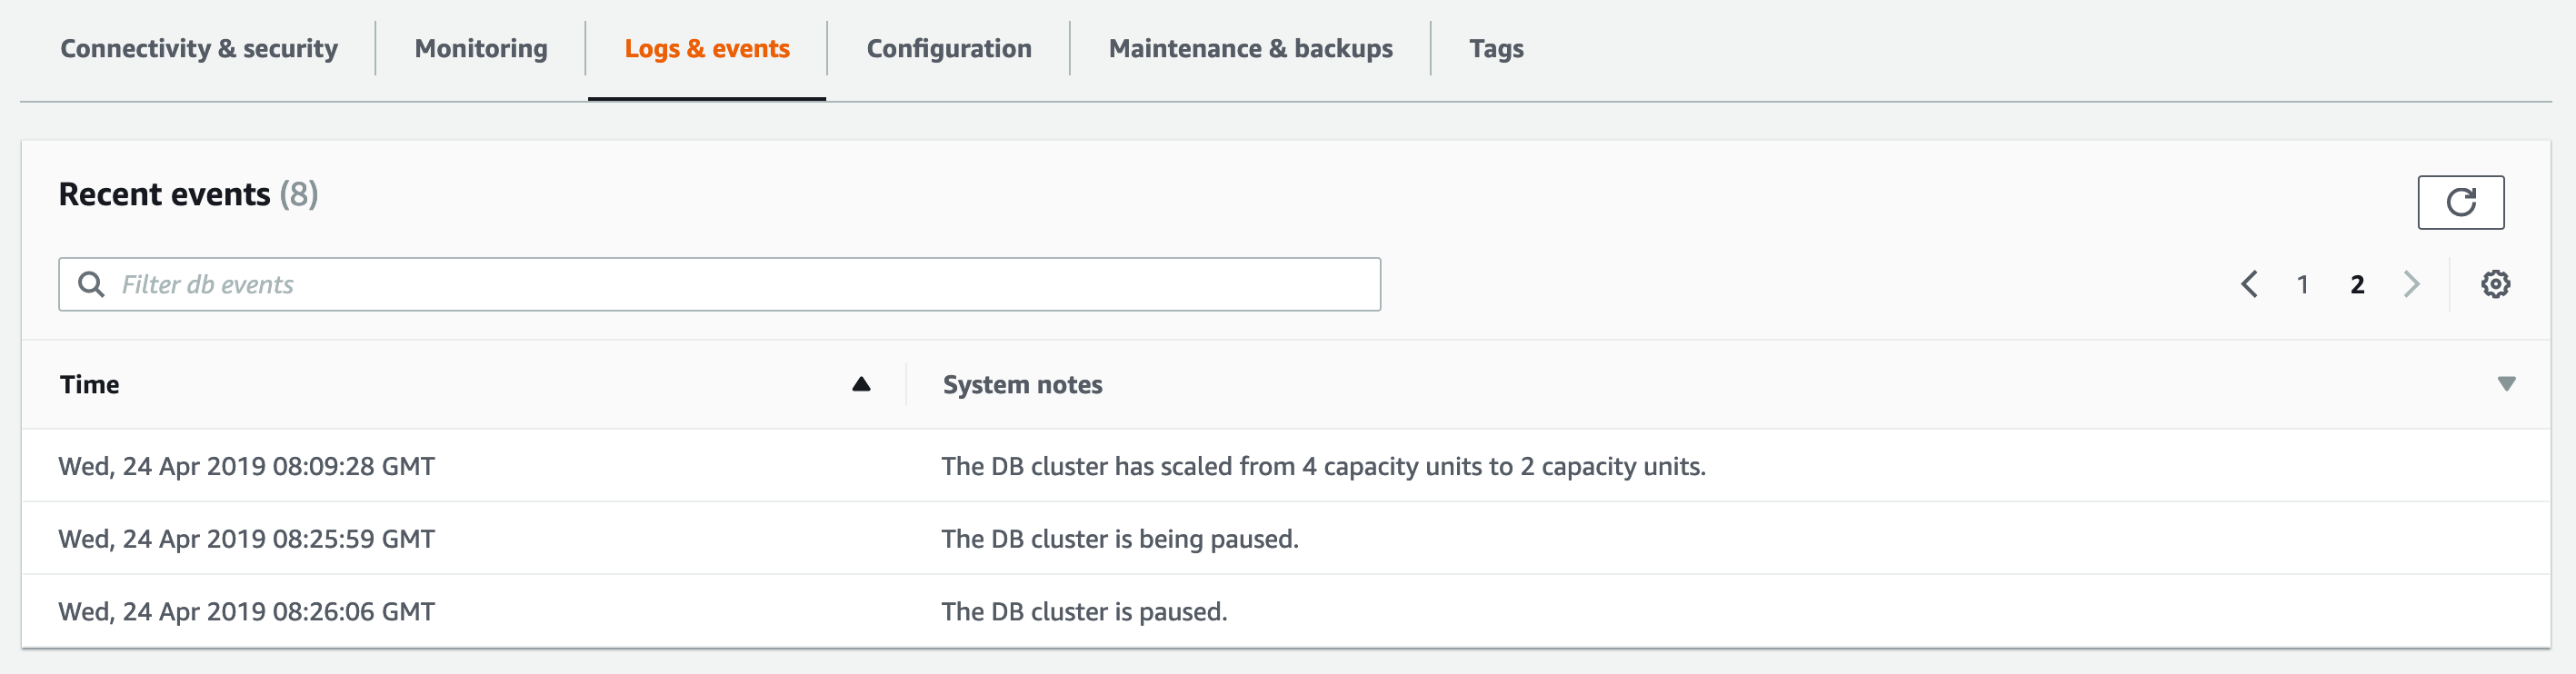 Connectivity & security Monitoring Logs & events Configuration Maintenance & backups Tags
Recent events (8)
Filter db events 1 2
Time System notes
Wed, 24 Apr 2019 08:09:28 GMT The DB cluster has scaled from 4 capacity units to 2 capacity units.
Wed, 24 Apr 2019 08:25:59 GMT The DB cluster is being paused.
Wed, 24 Apr 2019 08:26:06 GMT The DB cluster is paused.